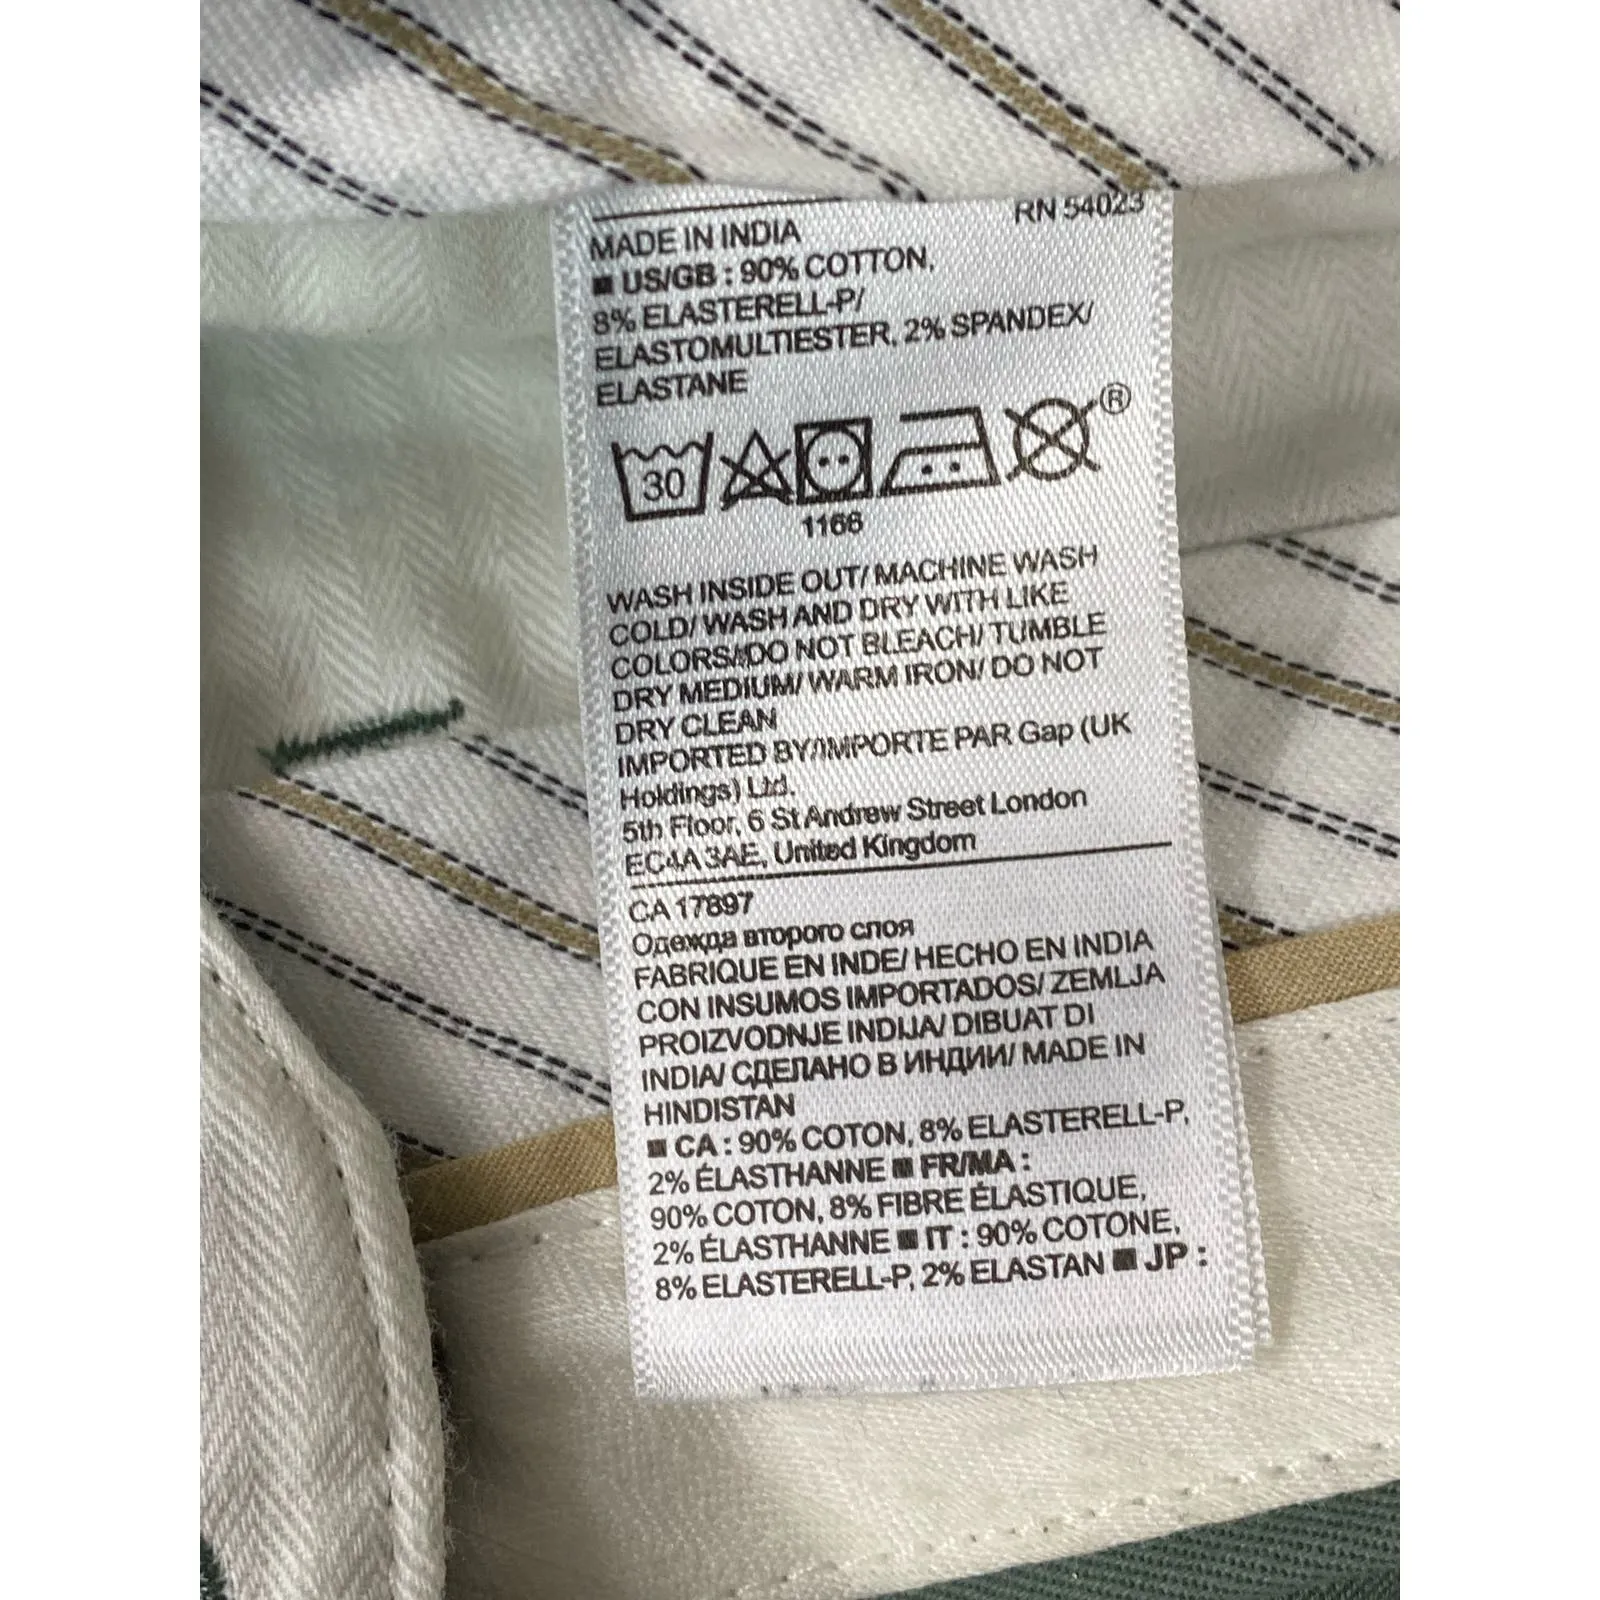 RN 54023
MADE IN INDIA
■ US/GB : 90% COTTON,
8% ELASTERELL-P/
ELASTOMULTIESTER, 2% SPANDEX/
ELASTANE
®
30
1166
WASH INSIDE OUT/ MACHINE WASH
COLD/ WASH AND DRY WITH LIKE
COLORS/DO NOT BLEACH/ TUMBLE
DRY MEDIUM/ WARM IRON/ DO NOT
DRY CLEAN
IMPORTED BY/IMPORTE PAR Gap (UK
Holdings) Ltd.
5th Floor, 6 St Andrew Street London
EC4A 3AE, United Kingdom
CA 17897
Одежда второго слоя
FABRIQUE EN INDE/ HECHO EN INDIA
CON INSUMOS IMPORTADOS/ ZEMLJA
PROIZVODNJE INDIJA/ DIBUAT DI
INDIA/ СДЕЛАНО В ИНДИИ/ MADE IN
HINDISTAN
■ CA : 90% COTON, 8% ELASTERELL-P,
2% ÉLASTHANNE ■ FR/MA :
90% COTON, 8% FIBRE ÉLASTIQUE,
2% ÉLASTHANNE ■ IT : 90% COTONE,
8% ELASTERELL-P, 2% ELASTAN ■ JP :